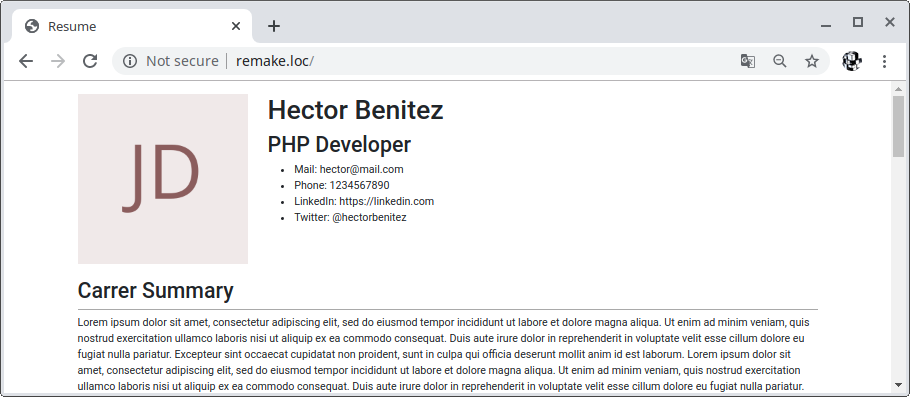 Resume
Not secure | remake.loc/
JD
Hector Benitez
PHP Developer
• Mail: hector@mail.com
• Phone: 1234567890
• LinkedIn: https://linkedin.com
• Twitter: @hectorbenitez
Carrer Summary
Lorem ipsum dolor sit amet, consectetur adipiscing elit, sed do eiusmod tempor incididunt ut labore et dolore magna aliqua. Ut enim ad minim veniam, quis
nostrud exercitation ullamco laboris nisi ut aliquip ex ea commodo consequat. Duis aute irure dolor in reprehenderit in voluptate velit esse cillum dolore eu
fugiat nulla pariatur. Excepteur sint occaecat cupidatat non proident, sunt in culpa qui officia deserunt mollit anim id est laborum. Lorem ipsum dolor sit
amet, consectetur adipiscing elit, sed do eiusmod tempor incididunt ut labore et dolore magna aliqua. Ut enim ad minim veniam, quis nostrud exercitation
ullamco laboris nisi ut aliquip ex ea commodo consequat. Duis aute irure dolor in reprehenderit in voluptate velit esse cillum dolore eu fugiat nulla pariatur.